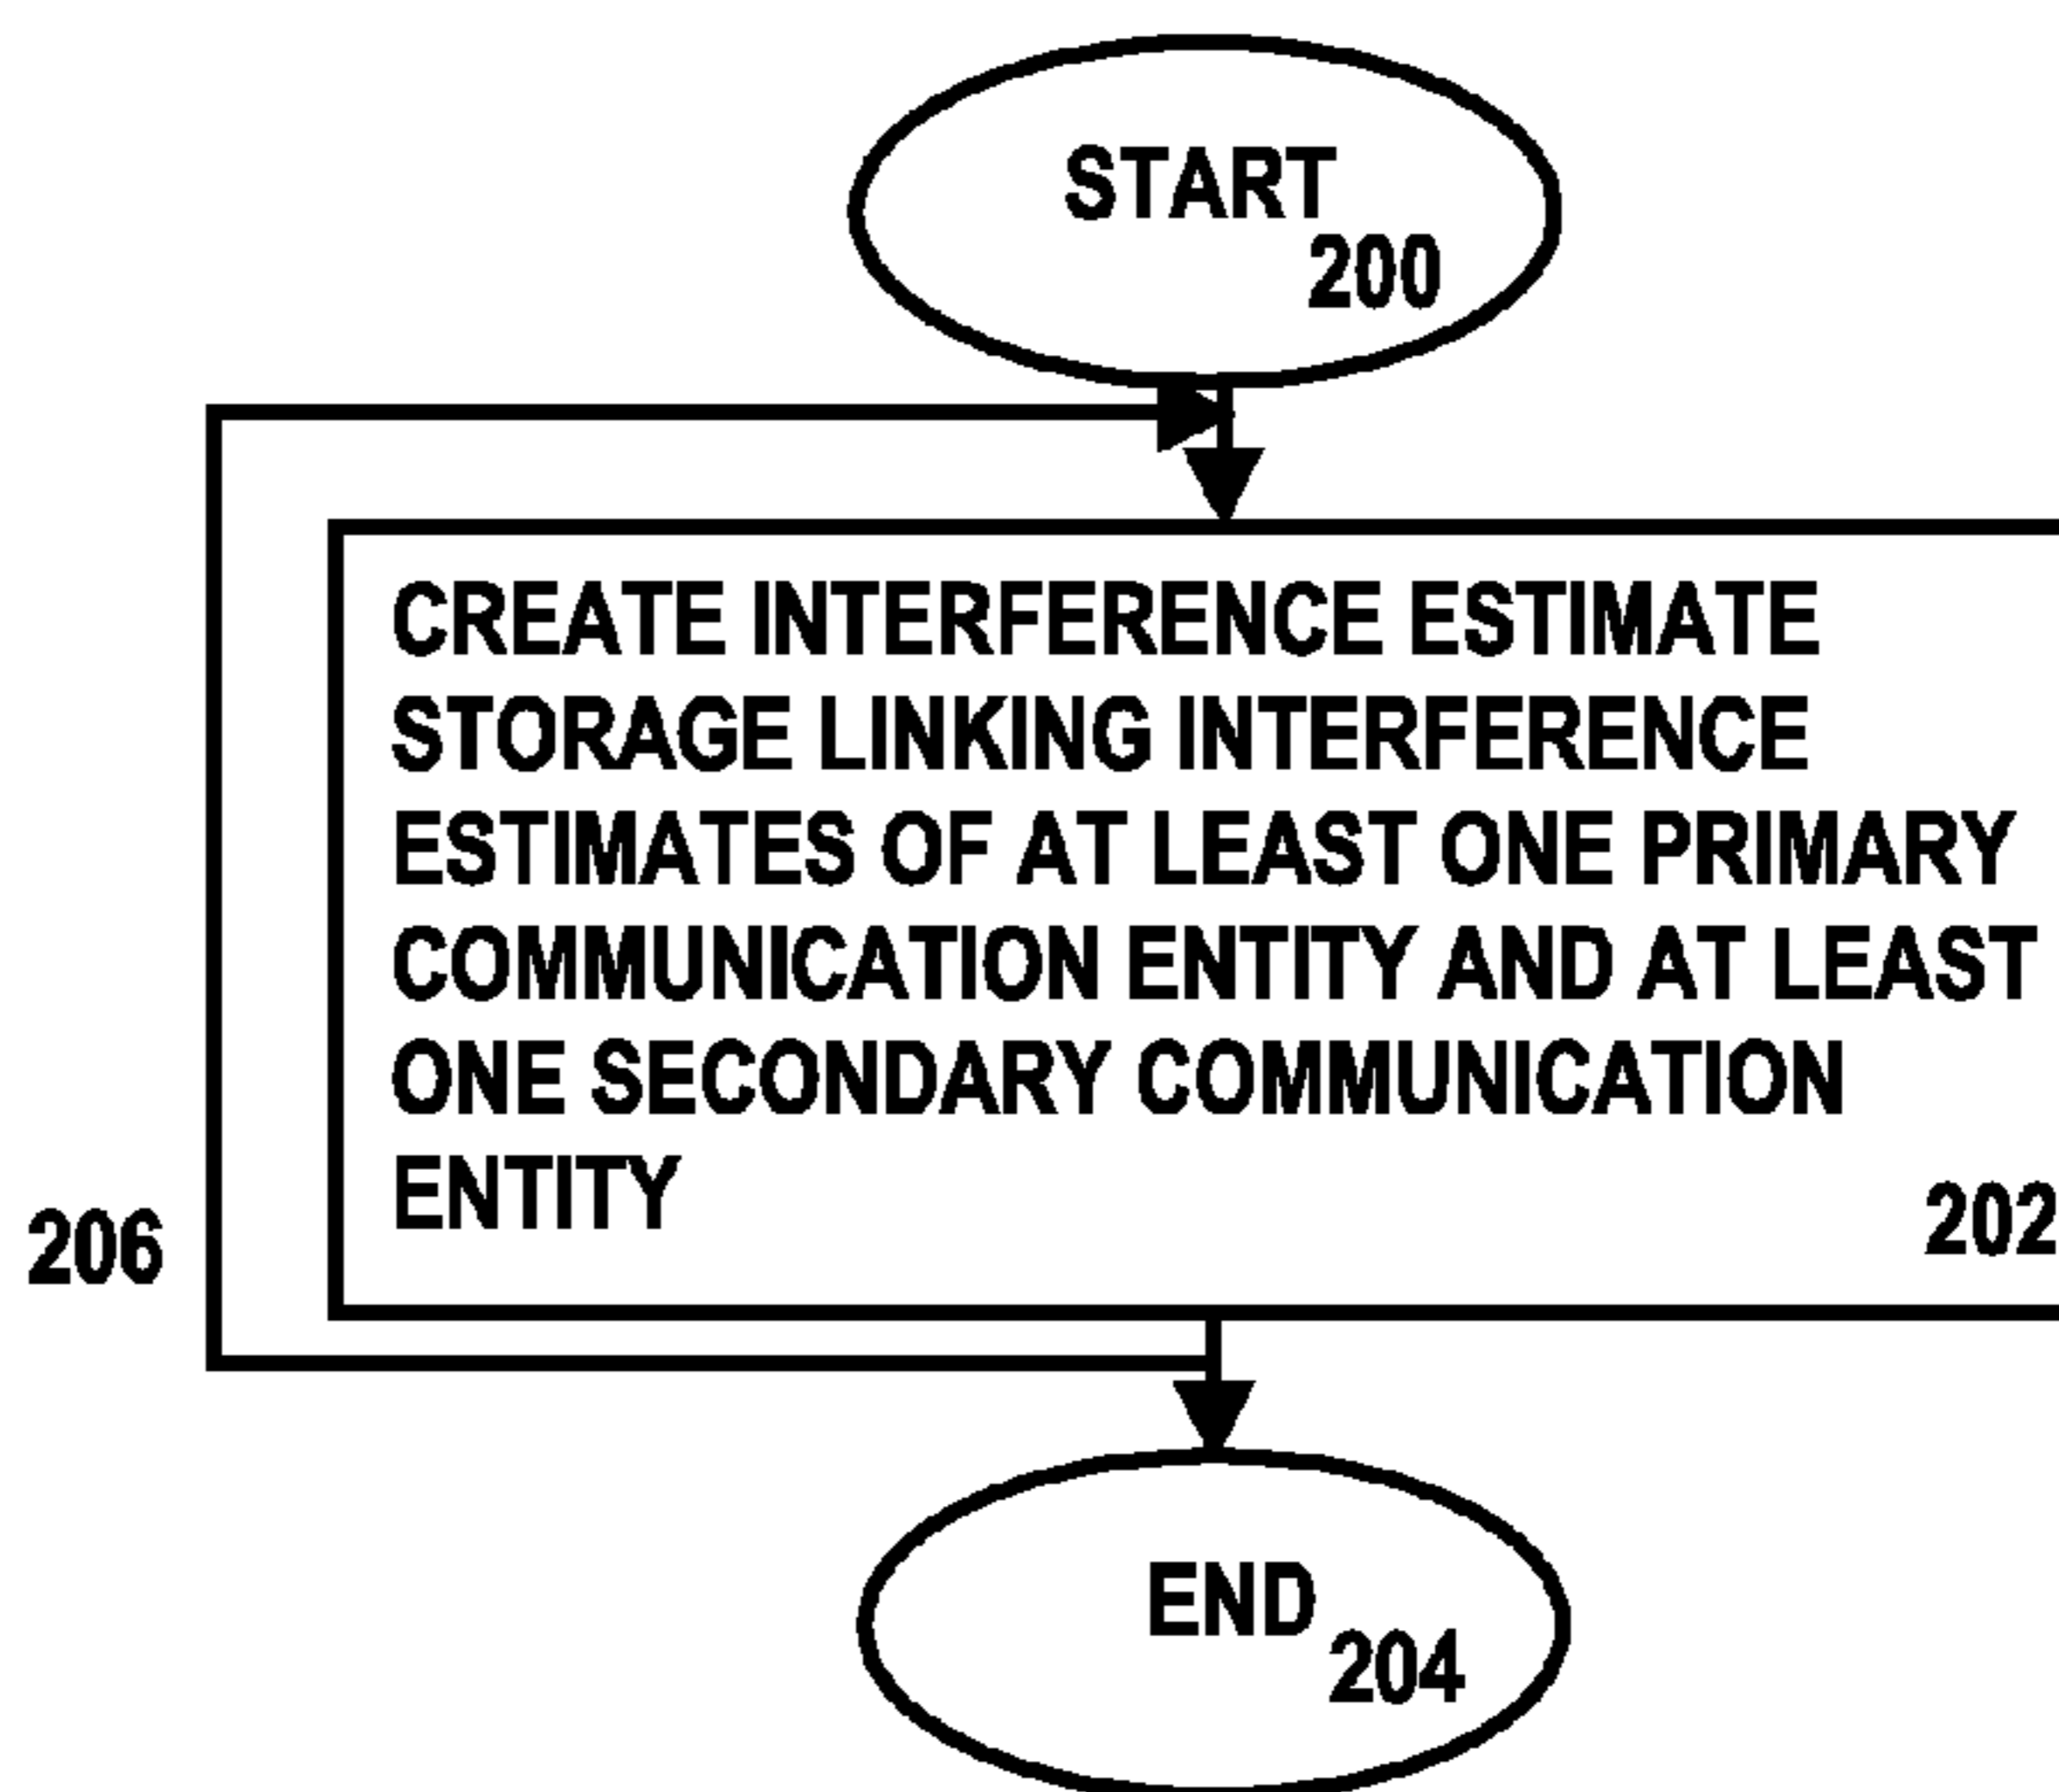 START
200
CREATE INTERFERENCE ESTIMATE
STORAGE LINKING INTERFERENCE
ESTIMATES OF AT LEAST ONE PRIMARY
COMMUNICATION ENTITY AND AT LEAST
ONE SECONDARY COMMUNICATION
ENTITY
202
206
END
204